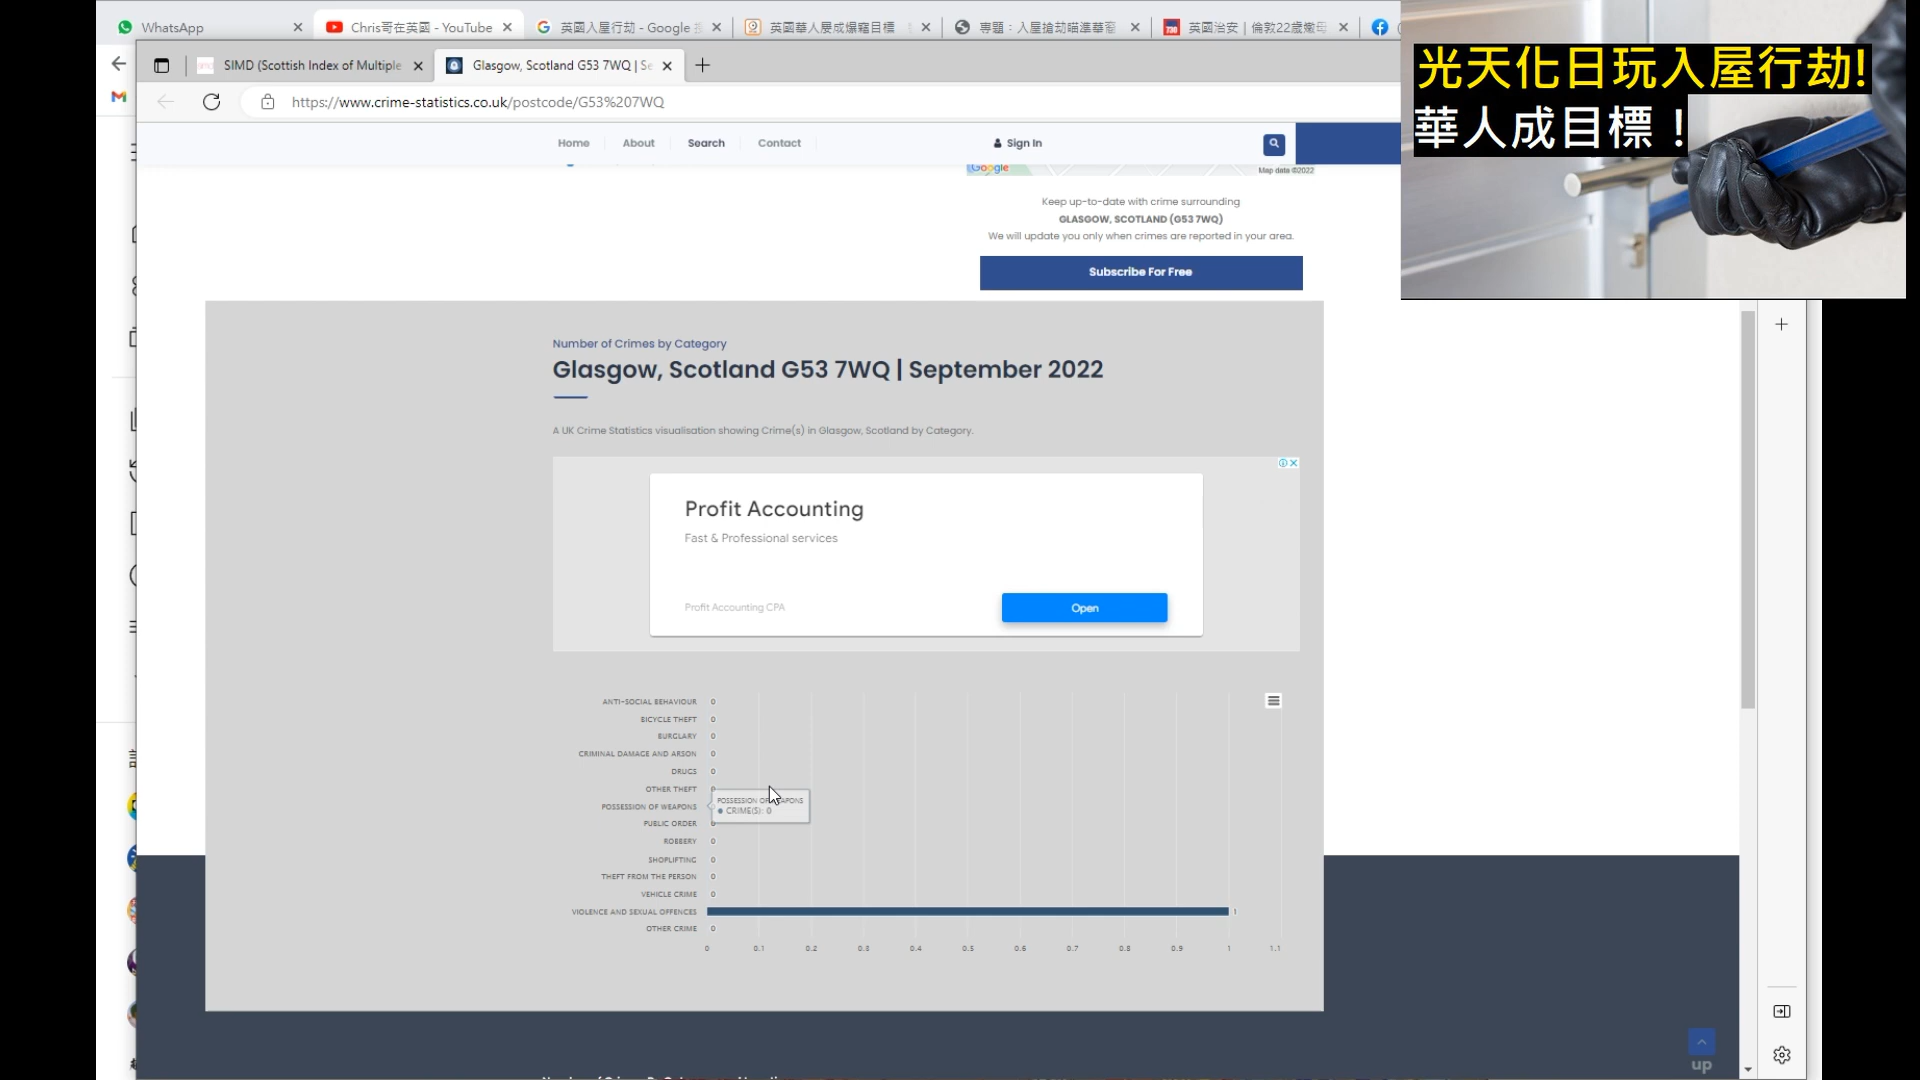 WhatsApp
Chris哥在英國 - YouTube
英國入屋行劫 - Google
英國華人屢成爆竊目標
專題：入屋搶劫瞄準華裔
英國治安｜倫敦22歲嫩
光天化日玩入屋行劫!
華人成目標！
SIMD (Scottish Index of Multiple
Glasgow, Scotland G53 7WQ | Se
https://www.crime-statistics.co.uk/postcode/G53%207WQ
Home
About
Search
Contact
Sign In
Google
Map data ©2022
Keep up-to-date with crime surrounding
GLASGOW, SCOTLAND (G53 7WQ)
We will update you only when crimes are reported in your area.
Subscribe For Free
Number of Crimes by Category
Glasgow, Scotland G53 7WQ | September 2022
A UK Crime Statistics visualisation showing Crime(s) in Glasgow, Scotland by Category.
Profit Accounting
Fast & Professional services
Profit Accounting CPA
Open
ANTI-SOCIAL BEHAVIOUR 0
BICYCLE THEFT 0
BURGLARY 0
CRIMINAL DAMAGE AND ARSON 0
DRUGS 0
OTHER THEFT
POSSESSION OF WEAPONS
POSSESSION OF WEAPONS
CRIME(S): 0
PUBLIC ORDER 0
ROBBERY 0
SHOPLIFTING 0
THEFT FROM THE PERSON 0
VEHICLE CRIME 0
VIOLENCE AND SEXUAL OFFENCES 1
OTHER CRIME 0
0 0.1 0.2 0.3 0.4 0.5 0.6 0.7 0.8 0.9 1 1.1
up